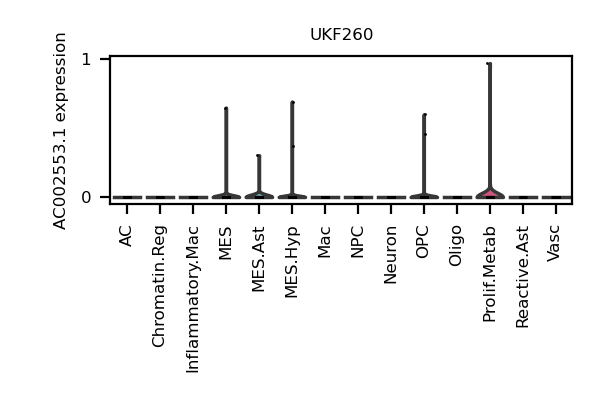 UKF260
AC002553.1 expression
1
0
AC
Chromatin.Reg
Inflammatory.Mac
MES
MES.Ast
MES.Hyp
Mac
NPC
Neuron
OPC
Oligo
Prolif.Metab
Reactive.Ast
Vasc